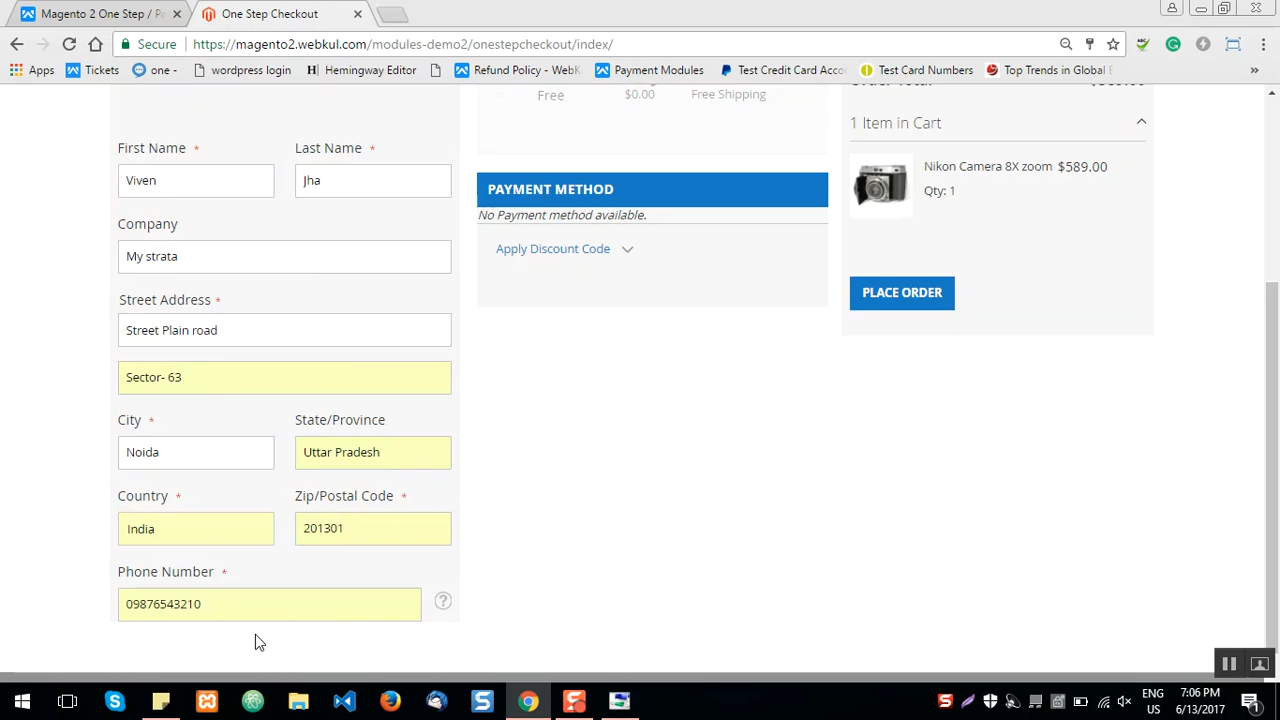 Magento 2 One Step / Pa
One Step Checkout
Secure
https://magento2.webkul.com/modules-demo2/onestepcheckout/index/
Apps
Tickets
one -
wordpress login
Hemingway Editor
Refund Policy - WebK
Payment Modules
Test Credit Card Acco
Test Card Numbers
Top Trends in Global E
»
Free
$0.00
Free Shipping
1 Item in Cart
First Name *
Last Name *
Viven
Jha
Nikon Camera 8X zoom $589.00
Qty: 1
PAYMENT METHOD
No Payment method available.
Company
My strata
Apply Discount Code
PLACE ORDER
Street Address *
Street Plain road
Sector- 63
City *
State/Province
Noida
Uttar Pradesh
Country *
Zip/Postal Code *
India
201301
Phone Number *
09876543210
?
ENG
US
7:06 PM
6/13/2017